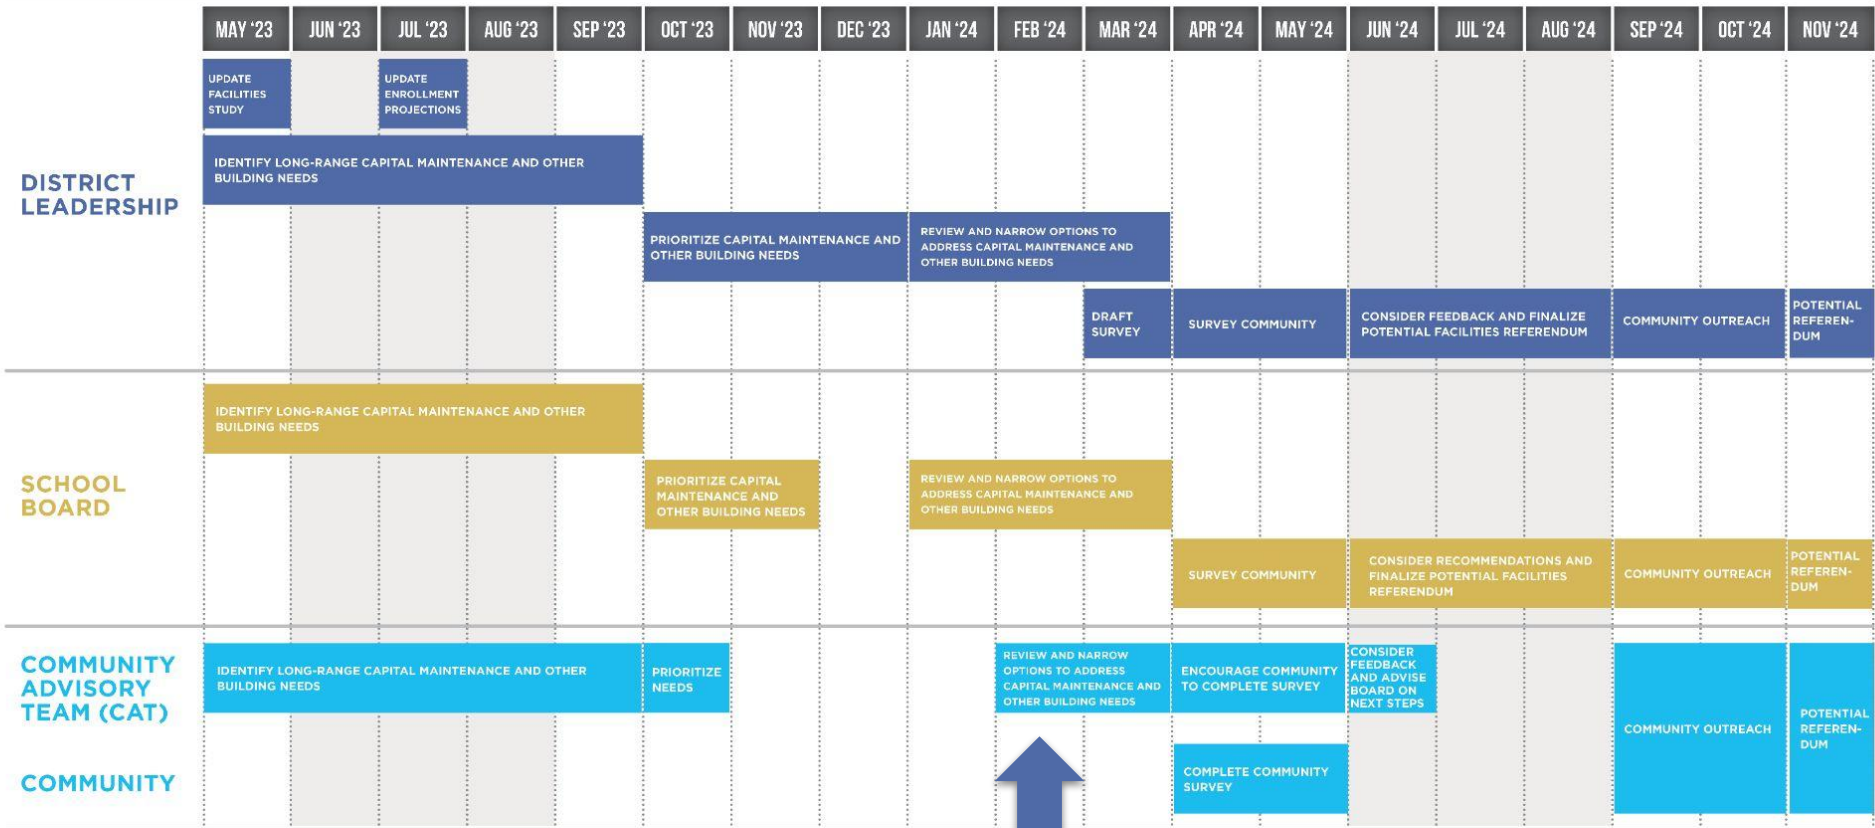 MAY ‘23
JUN ‘23
JUL ‘23
AUG ‘23
SEP ‘23
OCT ‘23
NOV ‘23
DEC ‘23
JAN ‘24
FEB ‘24
MAR ‘24
APR ‘24
MAY ‘24
JUN ‘24
JUL ‘24
AUG ‘24
SEP ‘24
OCT ‘24
NOV ‘24
DISTRICT
LEADERSHIP
UPDATE
FACILITIES
STUDY
UPDATE
ENROLLMENT
PROJECTIONS
IDENTIFY LONG-RANGE CAPITAL MAINTENANCE AND OTHER
BUILDING NEEDS
PRIORITIZE CAPITAL MAINTENANCE AND
OTHER BUILDING NEEDS
REVIEW AND NARROW OPTIONS TO
ADDRESS CAPITAL MAINTENANCE AND
OTHER BUILDING NEEDS
DRAFT
SURVEY
SURVEY COMMUNITY
CONSIDER FEEDBACK AND FINALIZE
POTENTIAL FACILITIES REFERENDUM
COMMUNITY OUTREACH
POTENTIAL
REFEREN-
DUM
SCHOOL
BOARD
IDENTIFY LONG-RANGE CAPITAL MAINTENANCE AND OTHER
BUILDING NEEDS
PRIORITIZE CAPITAL
MAINTENANCE AND
OTHER BUILDING NEEDS
REVIEW AND NARROW OPTIONS TO
ADDRESS CAPITAL MAINTENANCE AND
OTHER BUILDING NEEDS
SURVEY COMMUNITY
CONSIDER RECOMMENDATIONS AND
FINALIZE POTENTIAL FACILITIES
REFERENDUM
COMMUNITY OUTREACH
POTENTIAL
REFEREN-
DUM
COMMUNITY
ADVISORY
TEAM (CAT)
IDENTIFY LONG-RANGE CAPITAL MAINTENANCE AND OTHER
BUILDING NEEDS
PRIORITIZE
NEEDS
REVIEW AND NARROW
OPTIONS TO ADDRESS
CAPITAL MAINTENANCE AND
OTHER BUILDING NEEDS
ENCOURAGE COMMUNITY
TO COMPLETE SURVEY
CONSIDER
FEEDBACK
AND ADVISE
BOARD ON
NEXT STEPS
COMMUNITY OUTREACH
POTENTIAL
REFEREN-
DUM
COMMUNITY
COMPLETE COMMUNITY
SURVEY